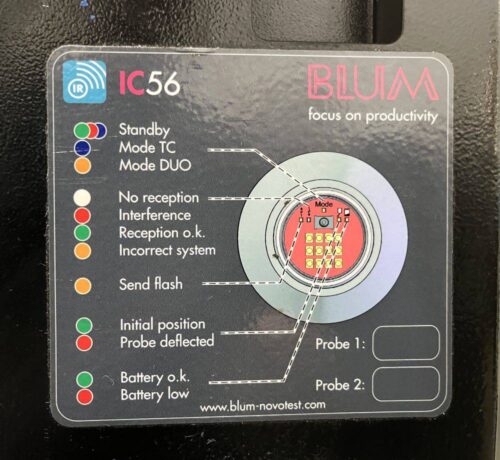 IR
IC56
BLUM
focus on productivity
Standby
Mode TC
Mode DUO
No reception
Interference
Reception o.k.
Incorrect system
Mode
Send flash
Initial position
Probe deflected
Probe 1:
Battery o.k.
Probe 2:
Battery low
www.blum-novotest.com